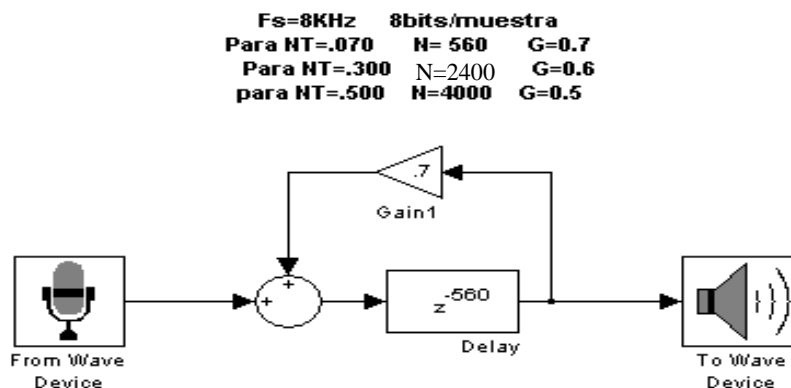 Fs=8KHz 8bits/muestra
Para NT=.070 N= 560 G=0.7
Para NT=.300 N=2400 G=0.6
para NT=.500 N=4000 G=0.5
.7
Gain1
+
+
z^-560
Delay
From Wave Device
To Wave Device